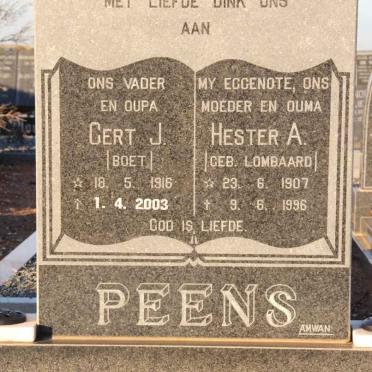 MET LIEFDE DINK ONS
AAN
ONS VADER
EN OUPA
GERT J.
[BOET]
☆ 18. 5. 1916
† 1. 4. 2003
MY EGGENOTE, ONS
MOEDER EN OUMA
HESTER A.
[GEB. LOMBAARD]
☆ 23. 6. 1907
† 9. 6. 1996
GOD IS LIEFDE.
PEENS
AMWAN